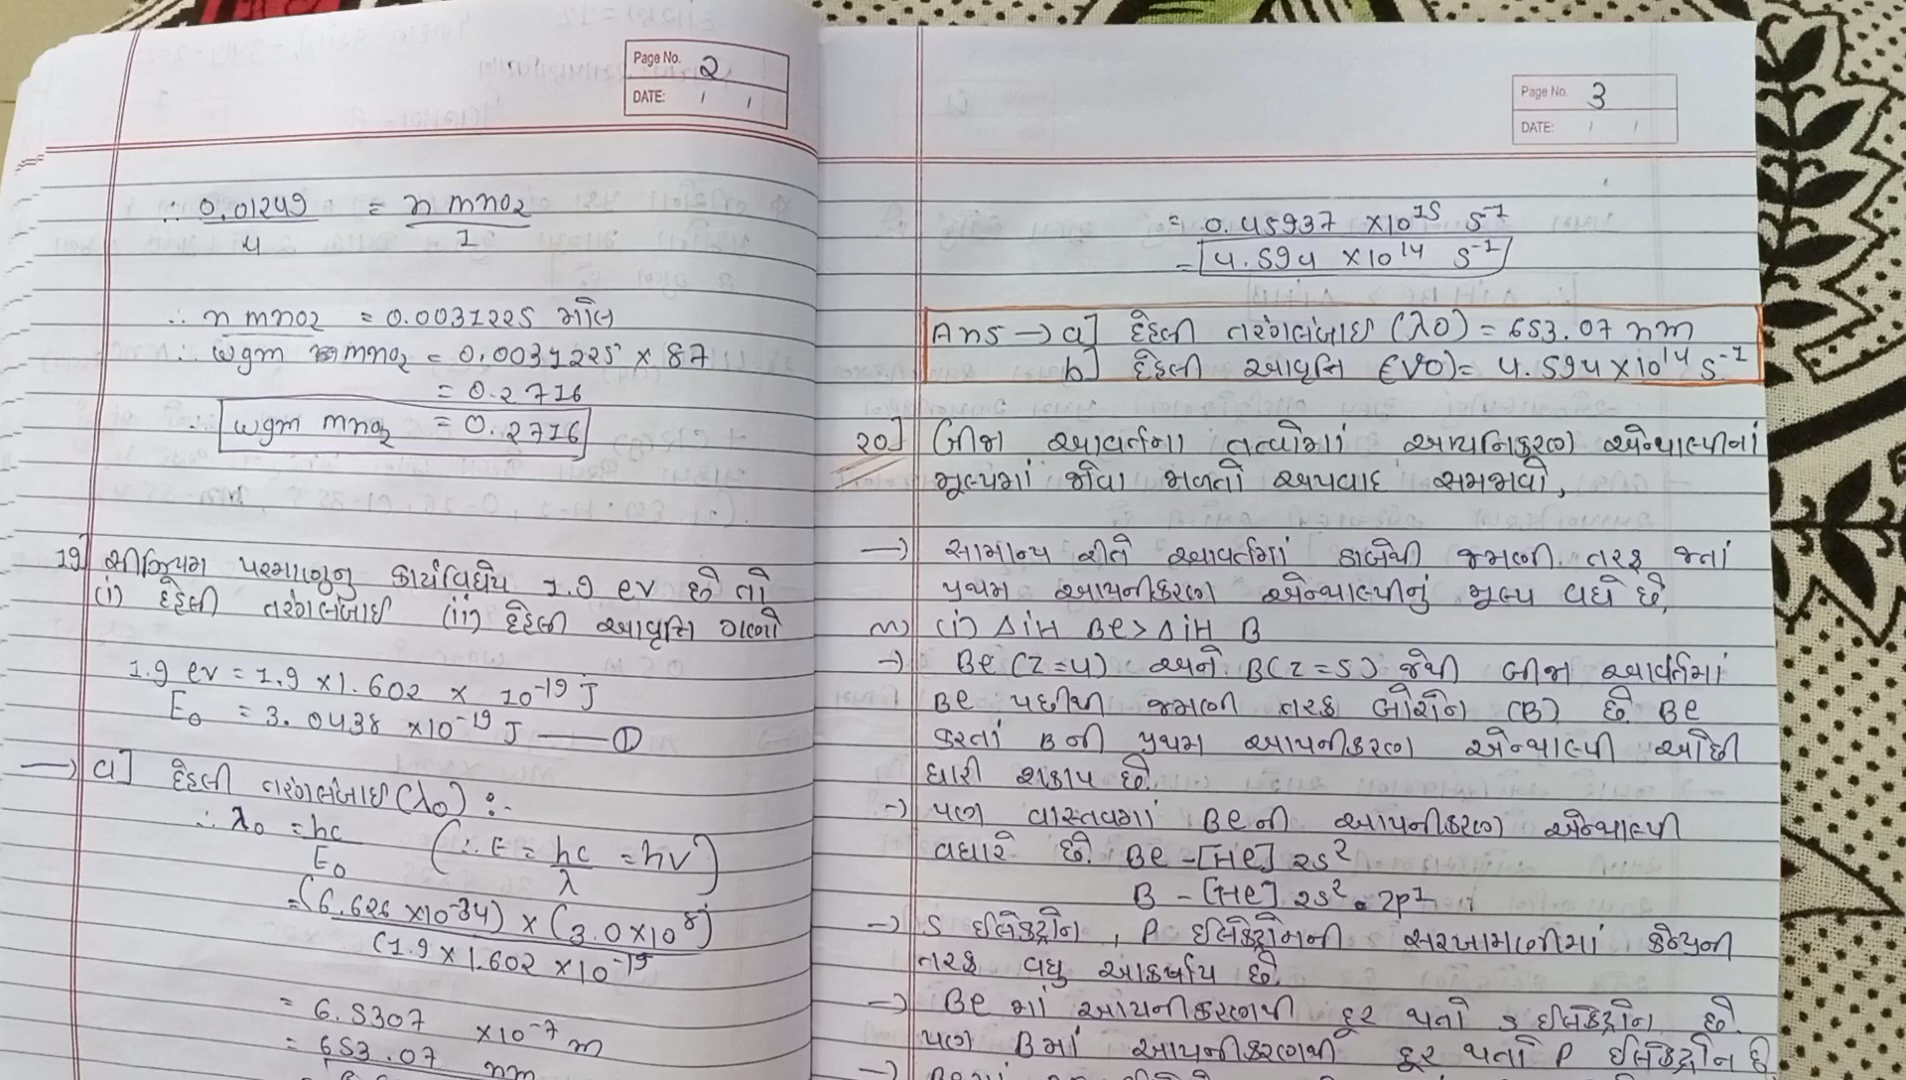 Page No. 2
DATE: / /
∴ 0.01249 / 4 = n mno2 / 1
∴ n mno2 = 0.0031225 મોલ
∴ wgm mno2 = 0.0031225 × 87
= 0.2716
∴ wgm mno2 = 0.2716
19] સીઝિયમ પરમાણુનુ કાર્યવિધેય 1.9 ev છે તો
(i) દેહલી તરંગલંબાઇ (ii) દેહલી આવૃત્તિ ગણો
1.9 ev = 1.9 × 1.602 × 10⁻¹⁹ J
E₀ = 3.0438 × 10⁻¹⁹ J —— ①
→ a] દેહલી તરંગલંબાઇ (λ₀) :-
∴ λ₀ = hc / E₀ (∴ E = hc / λ = hν)
= (6.626 × 10⁻³⁴) × (3.0 × 10⁸)
(1.9 × 1.602 × 10⁻¹⁹
= 6.5307 × 10⁻⁷ m
= 653.07 nm
Page No. 3
DATE: / /
= 0.45937 × 10¹⁵ s⁻¹
= 4.594 × 10¹⁴ s⁻¹
Ans → a] દેહલી તરંગલંબાઇ (λ0) = 653.07 nm
b] દેહલી આવૃત્તિ (ν0) = 4.594 × 10¹⁴ s⁻¹
20] બીજા આવર્તના તત્વોમાં આયનિકરણ એન્થાલ્પીનાં
મૂલ્યમાં જોવા મળતો અપવાદ સમજાવો,
→ સામાન્ય રીતે આવર્તમાં ડાબેથી જમણી તરફ જતાં
પ્રથમ આયનીકરણ એન્થાલ્પીનું મૂલ્ય વધે છે.
(i) ΔiH Be > ΔiH B
→ Be (Z = 4) અને B(Z = 5) જેથી બીજા આવર્તમાં
Be પછીથી જમણી તરફ બોરોન (B) છે. Be
કરતાં B ની પ્રથમ આયનીકરણ એન્થાલ્પી ઓછી
ધારી શકાય છે.
→ પણ વાસ્તવમાં Be ની આયનીકરણ એન્થાલ્પી
વધારે છે. Be - [He] 2s²
B - [He] 2s² . 2p¹
→ S ઇલેક્ટ્રોન, P ઇલેક્ટ્રોનની સરખામણીમાં કેન્દ્રની
તરફ વધુ આકર્ષાય છે.
→ Be માં આયનીકરણથી દૂર થતો s ઇલેક્ટ્રોન છે.
પણ B માં આયનીકરણથી દૂર થતો P ઇલેક્ટ્રોન છે